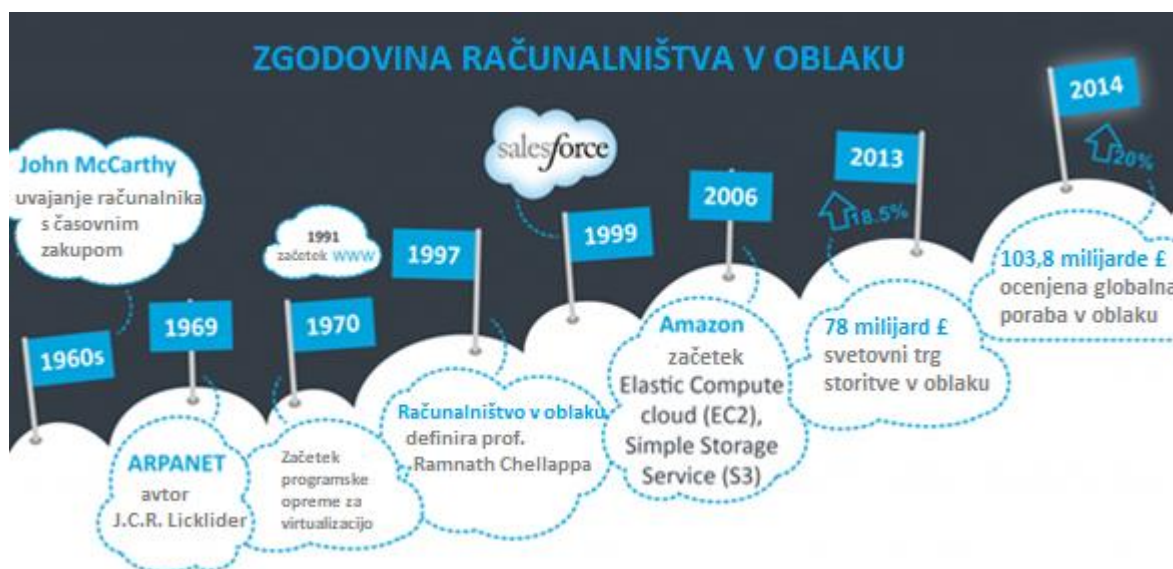 ZGODOVINA RAČUNALNIŠTVA V OBLAKU
1960s
John McCarthy
uvajanje računalnika
s časovnim
zakupom
1969
ARPANET
avtor
J.C.R. Licklider
1970
Začetek
programske
opreme za
virtualizacijo
1991
začetek WWW
1997
Računalništvo v oblaku
definira prof.
Ramnath Chellappa
1999
salesforce
2006
Amazon
začetek
Elastic Compute
cloud (EC2),
Simple Storage
Service (S3)
2013
18.5%
78 milijard £
svetovni trg
storitve v oblaku
2014
20%
103,8 milijarde £
ocenjena globalna
poraba v oblaku